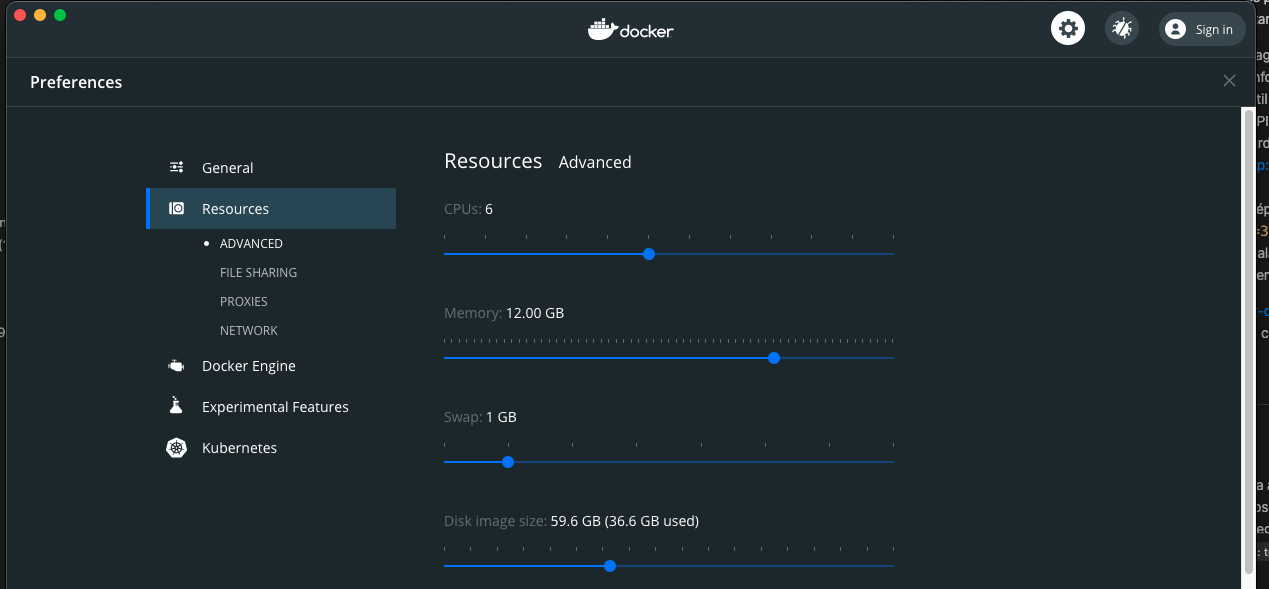 docker
Sign in
Preferences
General
Resources
ADVANCED
FILE SHARING
PROXIES
NETWORK
Docker Engine
Experimental Features
Kubernetes
Resources Advanced
CPUs: 6
Memory: 12.00 GB
Swap: 1 GB
Disk image size: 59.6 GB (36.6 GB used)